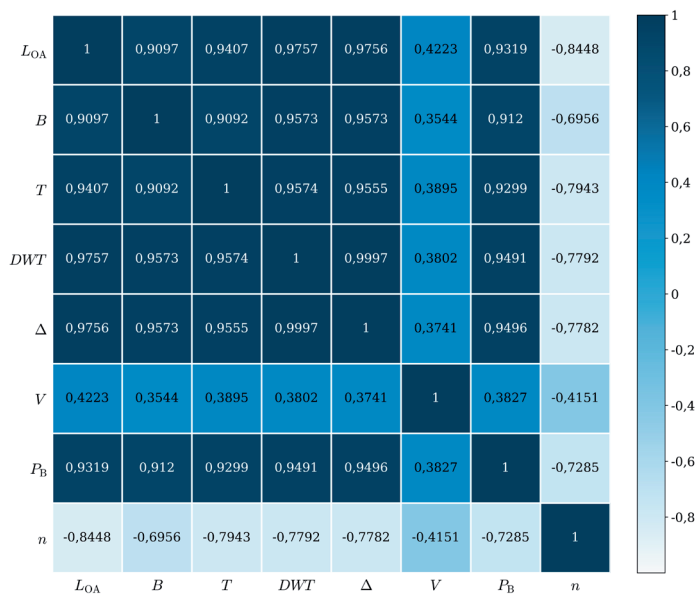 L_OA 1 0,9097 0,9407 0,9757 0,9756 0,4223 0,9319 -0,8448
B 0,9097 1 0,9092 0,9573 0,9573 0,3544 0,912 -0,6956
T 0,9407 0,9092 1 0,9574 0,9555 0,3895 0,9299 -0,7943
DWT 0,9757 0,9573 0,9574 1 0,9997 0,3802 0,9491 -0,7792
Δ 0,9756 0,9573 0,9555 0,9997 1 0,3741 0,9496 -0,7782
V 0,4223 0,3544 0,3895 0,3802 0,3741 1 0,3827 -0,4151
P_B 0,9319 0,912 0,9299 0,9491 0,9496 0,3827 1 -0,7285
n -0,8448 -0,6956 -0,7943 -0,7792 -0,7782 -0,4151 -0,7285 1
L_OA B T DWT Δ V P_B n
1
0,8
0,6
0,4
0,2
0
-0,2
-0,4
-0,6
-0,8